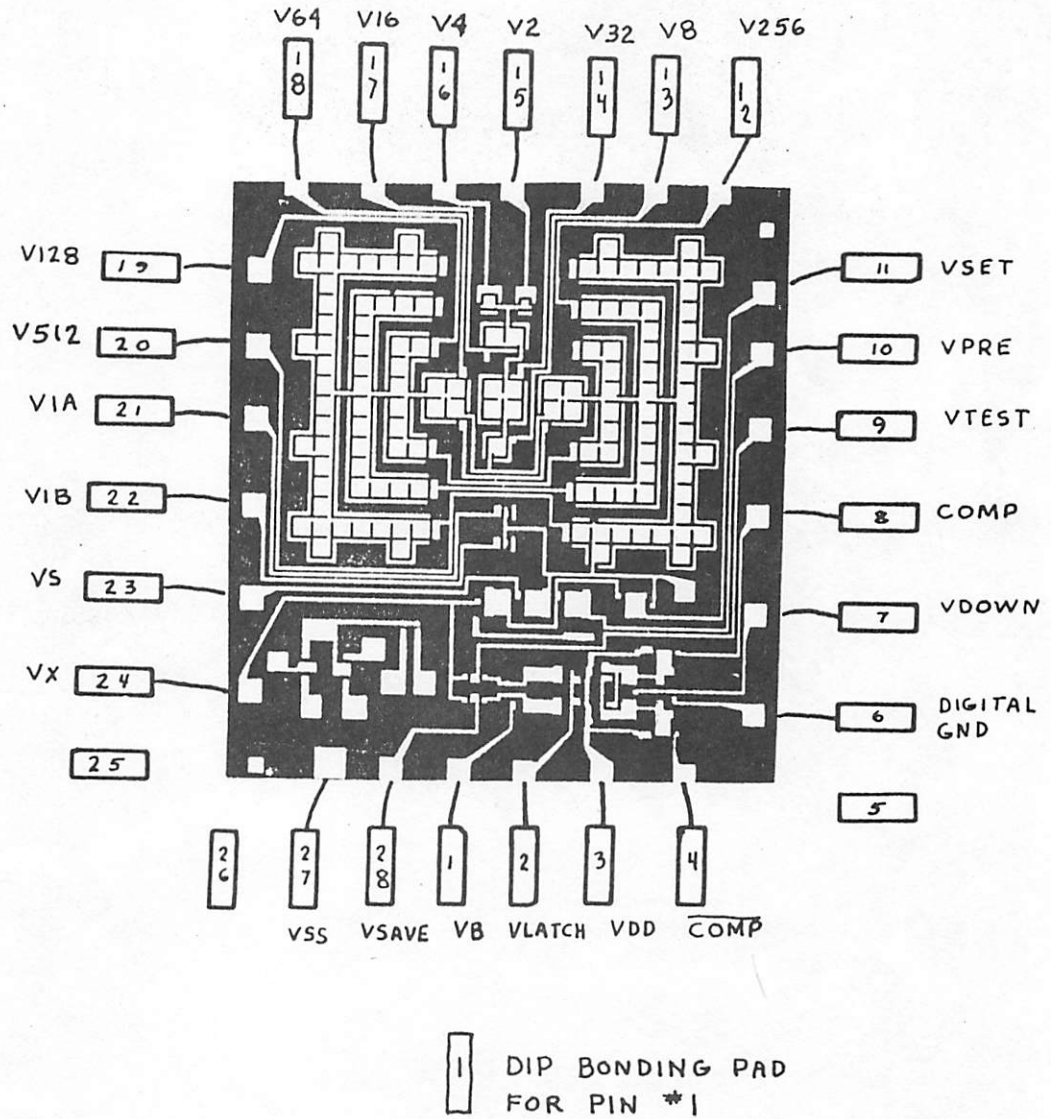 V64 V16 V4 V2 V32 V8 V256
18 17 16 15 14 13 12
V128 19
11 VSET
V512 20
10 VPRE
V1A 21
9 VTEST
V1B 22
8 COMP
VS 23
7 VDOWN
VX 24
6 DIGITAL
GND
25
5
26 27 28 1 2 3 4
VSS VSAVE VB VLATCH VDD COMP
1 DIP BONDING PAD
FOR PIN #1